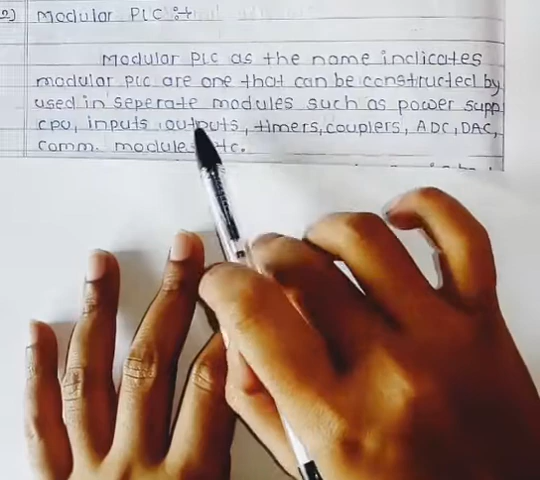 2) Modular PLC :+
Modular PLC as the name indicates
modular PLC are one that can be constructed by
used in seperate modules such as power supp
cpu, inputs outputs, timers, couplers, ADC, DAC,
comm. module etc.